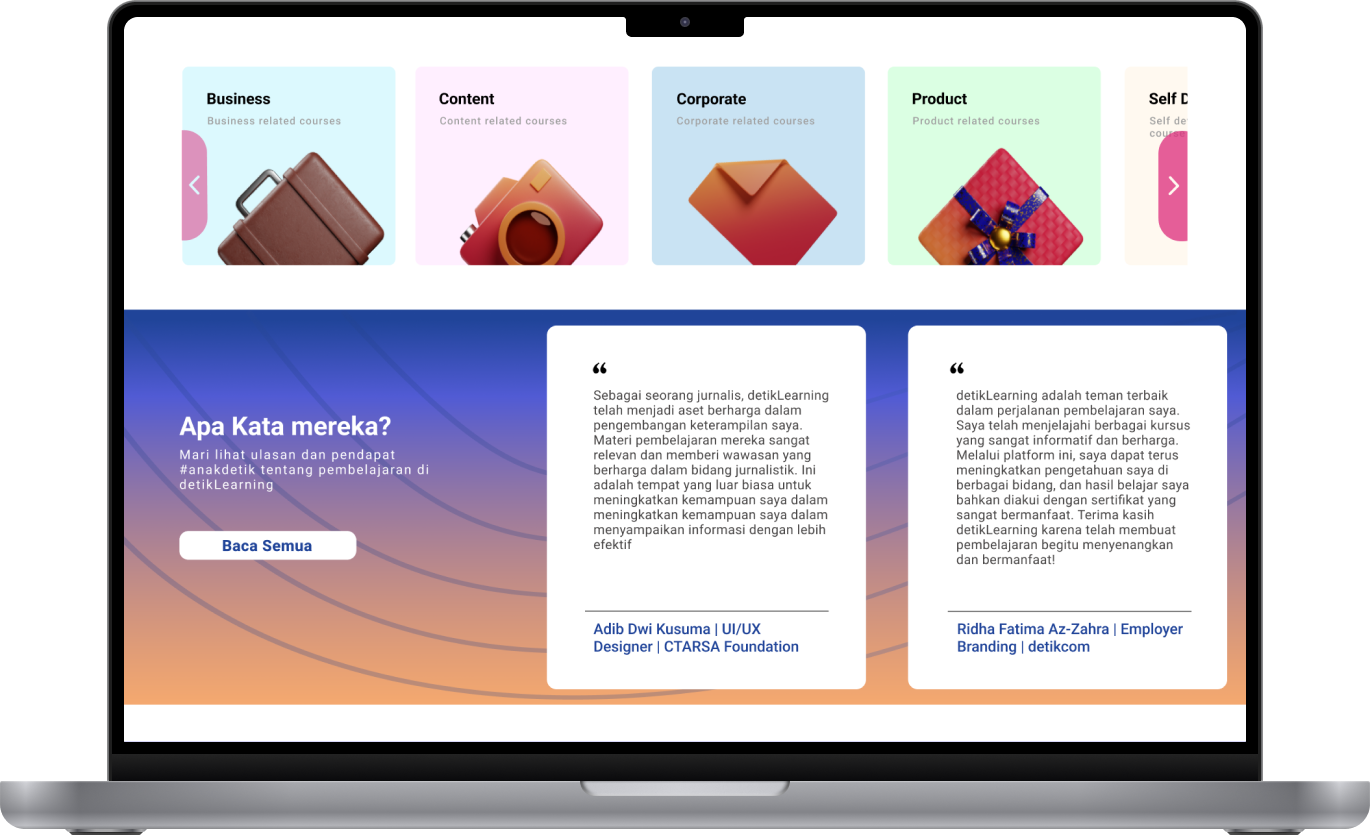 Business
Business related courses
Content
Content related courses
Corporate
Corporate related courses
Product
Product related courses
Self D
Self de
course
Apa Kata mereka?
Mari lihat ulasan dan pendapat
#anakdetik tentang pembelajaran di
detikLearning
Baca Semua
“
Sebagai seorang jurnalis, detikLearning
telah menjadi aset berharga dalam
pengembangan keterampilan saya.
Materi pembelajaran mereka sangat
relevan dan memberi wawasan yang
berharga dalam bidang jurnalistik. Ini
adalah tempat yang luar biasa untuk
meningkatkan kemampuan saya dalam
meningkatkan kemampuan saya dalam
menyampaikan informasi dengan lebih
efektif
Adib Dwi Kusuma | UI/UX
Designer | CTARSA Foundation
“
detikLearning adalah teman terbaik
dalam perjalanan pembelajaran saya.
Saya telah menjelajahi berbagai kursus
yang sangat informatif dan berharga.
Melalui platform ini, saya dapat terus
meningkatkan pengetahuan saya di
berbagai bidang, dan hasil belajar saya
bahkan diakui dengan sertifikat yang
sangat bermanfaat. Terima kasih
detikLearning karena telah membuat
pembelajaran begitu menyenangkan
dan bermanfaat!
Ridha Fatima Az-Zahra | Employer
Branding | detikcom